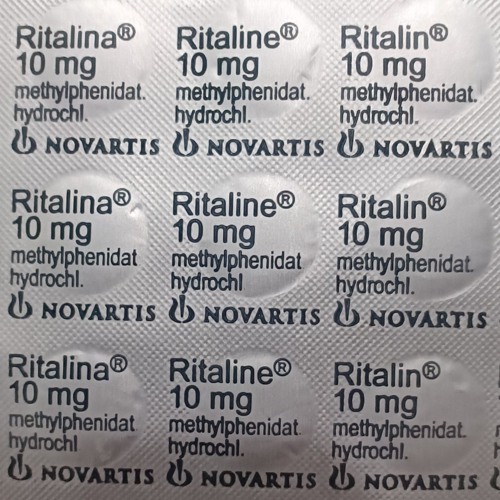 Ritalina® Ritaline® Ritalin®
10 mg 10 mg 10 mg
methylphenidat. methylphenidat. methylphenidat.
hydrochl. hydrochl. hydrochl.
NOVARTIS NOVARTIS NOVARTIS
Ritalina® Ritaline® Ritalin®
10 mg 10 mg 10 mg
methylphenidat methylphenidat methylphenidat.
hydrochl. hydrochl hydrochl.
NOVARTIS NOVARTIS NOVARTIS
Ritalina® Ritaline® Ritalin®
10 mg 10 mg 10 mg
methylphenidat methylphenidat. methylphenidat.
hydrochl hydrochl. hydrochl.
NOVARTIS NOVARTIS NOVARTIS